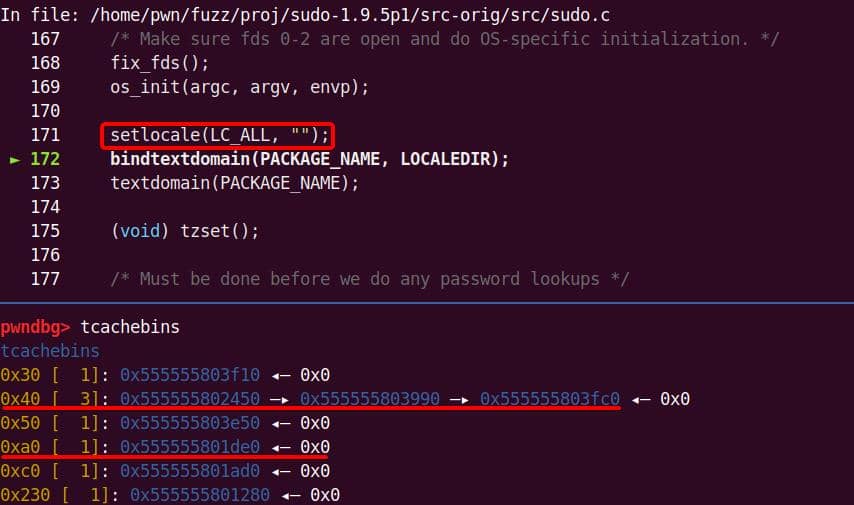 In file: /home/pwn/fuzz/proj/sudo-1.9.5p1/src-orig/src/sudo.c
167 /* Make sure fds 0-2 are open and do OS-specific initialization. */
168 fix_fds();
169 os_init(argc, argv, envp);
170
171 setlocale(LC_ALL, "");
► 172 bindtextdomain(PACKAGE_NAME, LOCALEDIR);
173 textdomain(PACKAGE_NAME);
174
175 (void) tzset();
176
177 /* Must be done before we do any password lookups */
pwndbg> tcachebins
tcachebins
0x30 [  1]: 0x555555803f10 ◂— 0x0
0x40 [  3]: 0x555555802450 —▸ 0x555555803990 —▸ 0x555555803fc0 ◂— 0x0
0x50 [  1]: 0x555555803e50 ◂— 0x0
0xa0 [  1]: 0x555555801de0 ◂— 0x0
0xc0 [  1]: 0x555555801ad0 ◂— 0x0
0x230 [  1]: 0x555555801280 ◂— 0x0